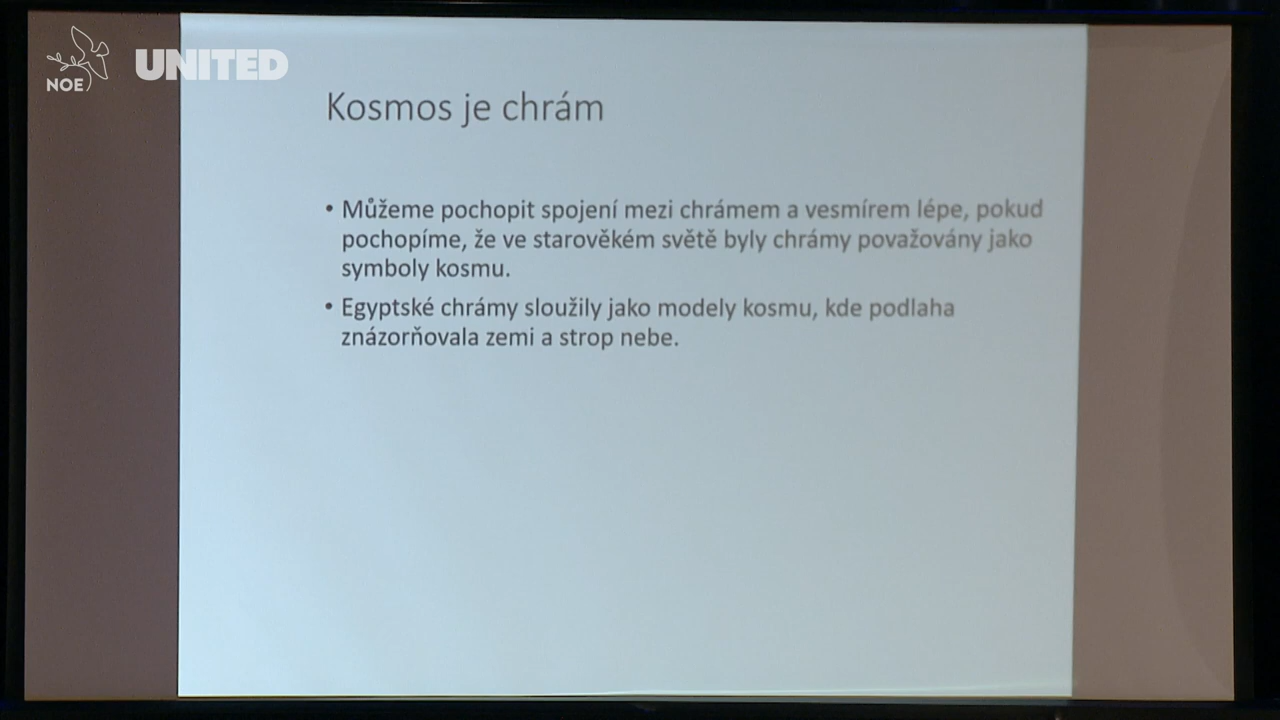 NOE
UNITED
Kosmos je chrám
• Můžeme pochopit spojení mezi chrámem a vesmírem lépe, pokud
pochopíme, že ve starověkém světě byly chrámy považovány jako
symboly kosmu.
• Egyptské chrámy sloužily jako modely kosmu, kde podlaha
znázorňovala zemi a strop nebe.